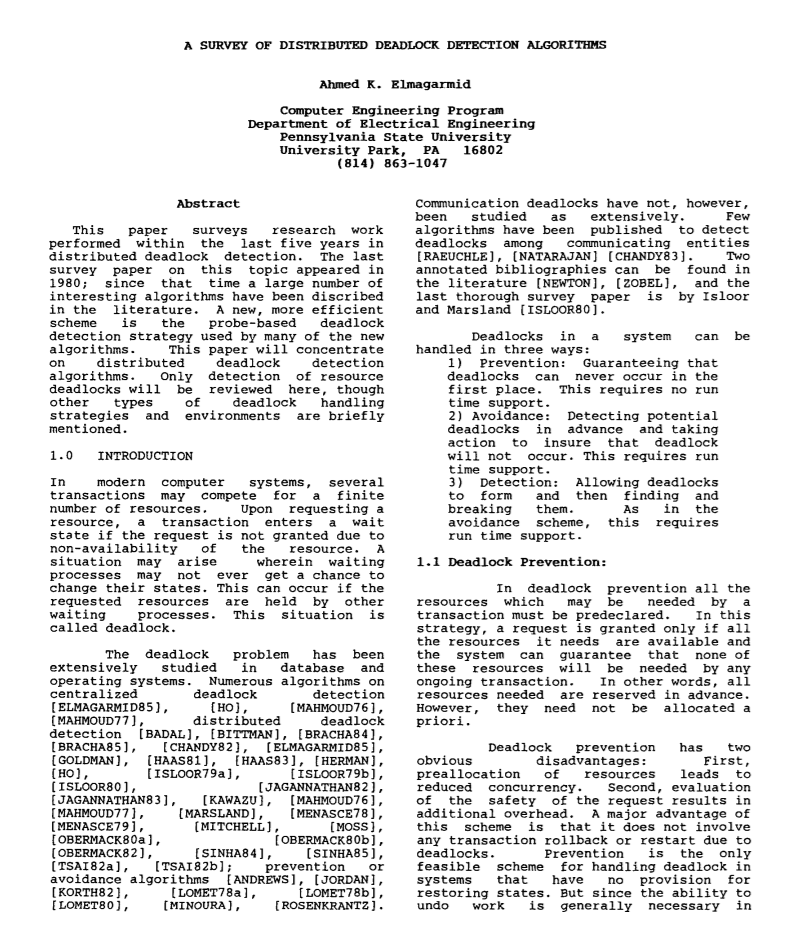 A SURVEY OF DISTRIBUTED DEADLOCK DETECTION ALGORITHMS
Ahmed K. Elmagarmid
Computer Engineering Program
Department of Electrical Engineering
Pennsylvania State University
University Park, PA 16802
(814) 863-1047
Abstract
This paper surveys research work
performed within the last five years in
distributed deadlock detection. The last
survey paper on this topic appeared in
1980; since that time a large number of
interesting algorithms have been discribed
in the literature. A new, more efficient
scheme is the probe-based deadlock
detection strategy used by many of the new
algorithms. This paper will concentrate
on distributed deadlock detection
algorithms. Only detection of resource
deadlocks will be reviewed here, though
other types of deadlock handling
strategies and environments are briefly
mentioned.
1.0 INTRODUCTION
In modern computer systems, several
transactions may compete for a finite
number of resources. Upon requesting a
resource, a transaction enters a wait
state if the request is not granted due to
non-availability of the resource. A
situation may arise wherein waiting
processes may not ever get a chance to
change their states. This can occur if the
requested resources are held by other
waiting processes. This situation is
called deadlock.
The deadlock problem has been
extensively studied in database and
operating systems. Numerous algorithms on
centralized deadlock detection
[ELMAGARMID85], [HO], [MAHMOUD76],
[MAHMOUD77], distributed deadlock
detection [BADAL], [BITTMAN], [BRACHA84],
[BRACHA85], [CHANDY82], [ELMAGARMID85],
[GOLDMAN], [HAAS81], [HAAS83], [HERMAN],
[HO], [ISLOOR79a], [ISLOOR79b],
[ISLOOR80], [JAGANNATHAN82],
[JAGANNATHAN83], [KAWAZU], [MAHMOUD76],
[MAHMOUD77], [MARSLAND], [MENASCE78],
[MENASCE79], [MITCHELL], [MOSS],
[OBERMACK80a], [OBERMACK80b],
[OBERMACK82], [SINHA84], [SINHA85],
[TSAI82a], [TSAI82b]; prevention or
avoidance algorithms [ANDREWS], [JORDAN],
[KORTH82], [LOMET78a], [LOMET78b],
[LOMET80], [MINOURA], [ROSENKRANTZ].
Communication deadlocks have not, however,
been studied as extensively. Few
algorithms have been published to detect
deadlocks among communicating entities
[RAEUCHLE], [NATARAJAN] [CHANDY83]. Two
annotated bibliographies can be found in
the literature [NEWTON], [ZOBEL], and the
last thorough survey paper is by Isloor
and Marsland [ISLOOR80].
Deadlocks in a system can be
handled in three ways:
1) Prevention: Guaranteeing that
deadlocks can never occur in the
first place. This requires no run
time support.
2) Avoidance: Detecting potential
deadlocks in advance and taking
action to insure that deadlock
will not occur. This requires run
time support.
3) Detection: Allowing deadlocks
to form and then finding and
breaking them. As in the
avoidance scheme, this requires
run time support.
1.1 Deadlock Prevention:
In deadlock prevention all the
resources which may be needed by a
transaction must be predeclared. In this
strategy, a request is granted only if all
the resources it needs are available and
the system can guarantee that none of
these resources will be needed by any
ongoing transaction. In other words, all
resources needed are reserved in advance.
However, they need not be allocated a
priori.
Deadlock prevention has two
obvious disadvantages: First,
preallocation of resources leads to
reduced concurrency. Second, evaluation
of the safety of the request results in
additional overhead. A major advantage of
this scheme is that it does not involve
any transaction rollback or restart due to
deadlocks. Prevention is the only
feasible scheme for handling deadlock in
systems that have no provision for
restoring states. But since the ability to
undo work is generally necessary in